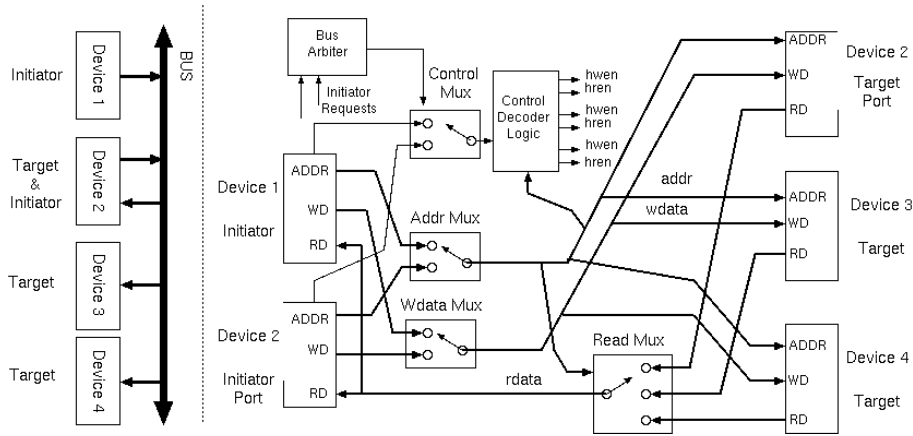 Initiator
Device 1
Target
&
Initiator
Device 2
Target
Device 3
Target
Device 4
BUS
Bus
Arbiter
Initiator
Requests
Control
Mux
Control
Decoder
Logic
hwen
hren
hwen
hren
hwen
hren
Device 1
Initiator
ADDR
WD
RD
Device 2
Initiator
Port
ADDR
WD
RD
Addr Mux
Wdata Mux
Read Mux
rdata
addr
wdata
ADDR
WD
RD
Device 2
Target
Port
ADDR
WD
RD
Device 3
Target
ADDR
WD
RD
Device 4
Target